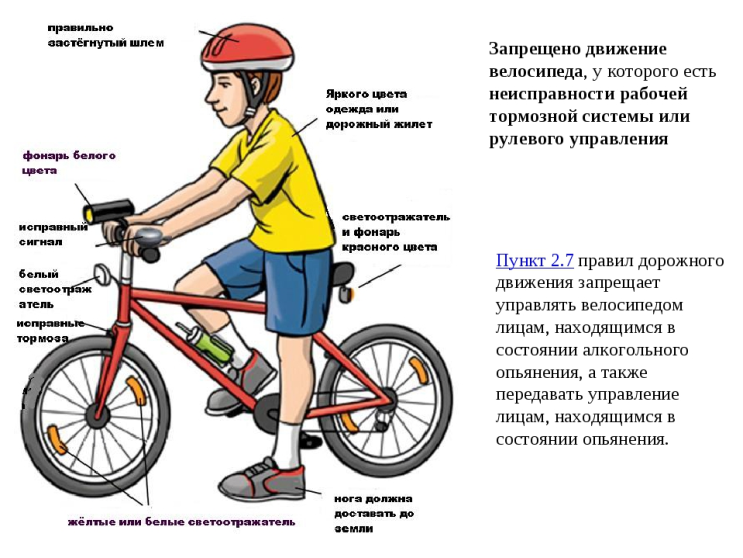 правильно
застёгнутый шлем
Яркого цвета
одежда или
дорожный жилет
фонарь белого
цвета
исправный
сигнал
белый
светоотраж
атель
исправные
тормоза
светоотражатель
и фонарь
красного цвета
жёлтые или белые светоотражатель
нога должна
доставать до
земли
Запрещено движение
велосипеда, у которого есть
неисправности рабочей
тормозной системы или
рулевого управления
Пункт 2.7 правил дорожного
движения запрещает
управлять велосипедом
лицам, находящимся в
состоянии алкогольного
опьянения, а также
передавать управление
лицам, находящимся в
состоянии опьянения.